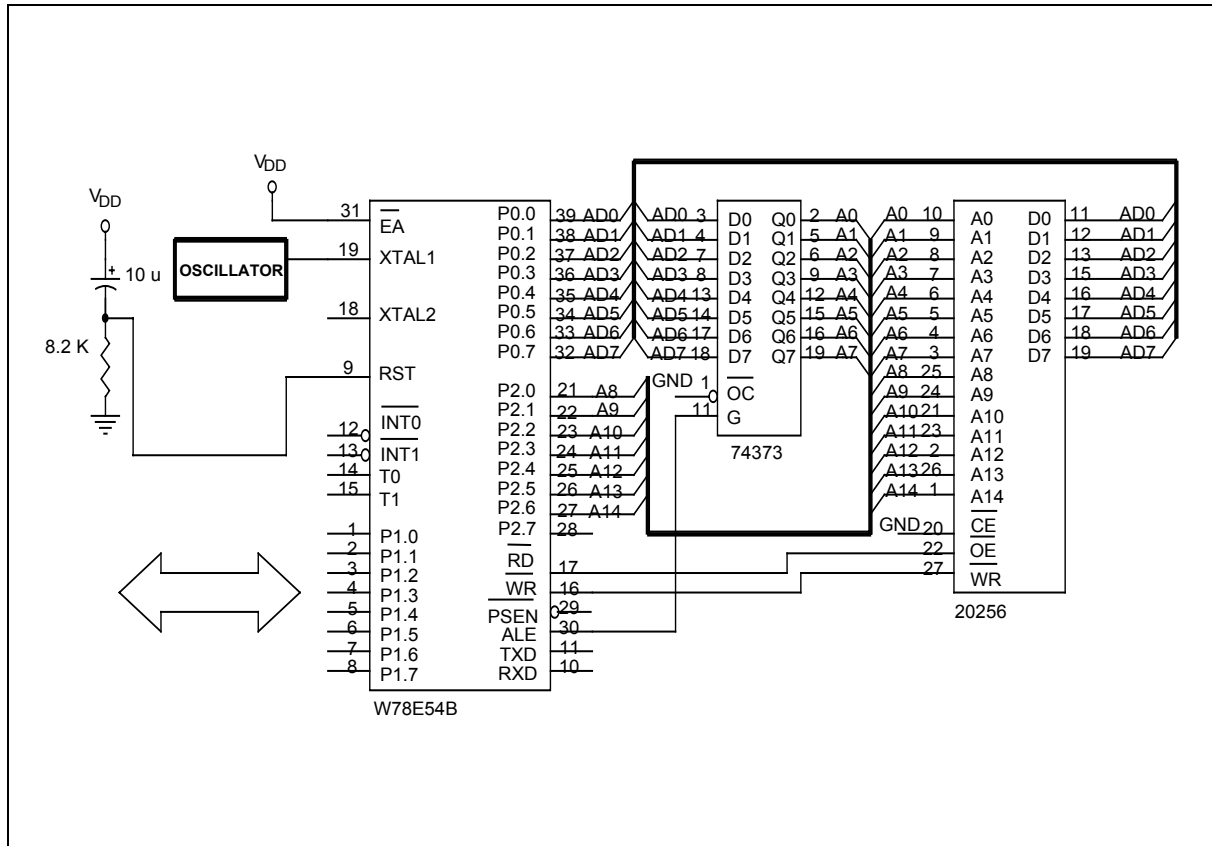 VDD
VDD
10 u
8.2 K
OSCILLATOR
31 EA
19 XTAL1
18 XTAL2
9 RST
12 INT0
13 INT1
14 T0
15 T1
1 P1.0
2 P1.1
3 P1.2
4 P1.3
5 P1.4
6 P1.5
7 P1.6
8 P1.7
P0.0 39 AD0
P0.1 38 AD1
P0.2 37 AD2
P0.3 36 AD3
P0.4 35 AD4
P0.5 34 AD5
P0.6 33 AD6
P0.7 32 AD7
P2.0 21 A8
P2.1 22 A9
P2.2 23 A10
P2.3 24 A11
P2.4 25 A12
P2.5 26 A13
P2.6 27 A14
P2.7 28
RD 17
WR 16
PSEN 29
ALE 30
TXD 11
RXD 10
W78E54B
AD0 3 D0 Q0 2 A0
AD1 4 D1 Q1 5 A1
AD2 7 D2 Q2 6 A2
AD3 8 D3 Q3 9 A3
AD4 13 D4 Q4 12 A4
AD5 14 D5 Q5 15 A5
AD6 17 D6 Q6 16 A6
AD7 18 D7 Q7 19 A7
GND 1 OC
11 G
74373
A0 10 A0 D0 11 AD0
A1 9 A1 D1 12 AD1
A2 8 A2 D2 13 AD2
A3 7 A3 D3 15 AD3
A4 6 A4 D4 16 AD4
A5 5 A5 D5 17 AD5
A6 4 A6 D6 18 AD6
A7 3 A7 D7 19 AD7
A8 25 A8
A9 24 A9
A10 21 A10
A11 23 A11
A12 2 A12
A13 26 A13
A14 1 A14
GND 20 CE
22 OE
27 WR
20256